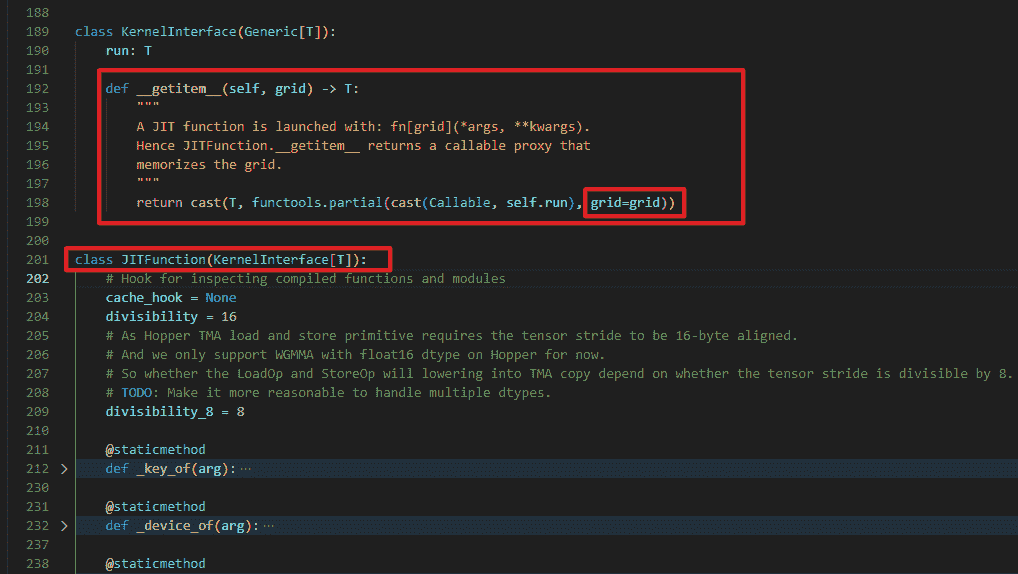 188
189 class KernelInterface(Generic[T]):
190 run: T
191
192 def __getitem__(self, grid) -> T:
193 """
194 A JIT function is launched with: fn[grid](*args, **kwargs).
195 Hence JITFunction.__getitem__ returns a callable proxy that
196 memorizes the grid.
197 """
198 return cast(T, functools.partial(cast(Callable, self.run), grid=grid))
199
200
201 class JITFunction(KernelInterface[T]):
202 # Hook for inspecting compiled functions and modules
203 cache_hook = None
204 divisibility = 16
205 # As Hopper TMA load and store primitive requires the tensor stride to be 16-byte aligned.
206 # And we only support WGMMA with float16 dtype on Hopper for now.
207 # So whether the LoadOp and StoreOp will lowering into TMA copy depend on whether the tensor stride is divisible by 8.
208 # TODO: Make it more reasonable to handle multiple dtypes.
209 divisibility_8 = 8
210
211 @staticmethod
212 > def _key_of(arg): ···
230
231 @staticmethod
232 > def _device_of(arg): ···
237
238 @staticmethod